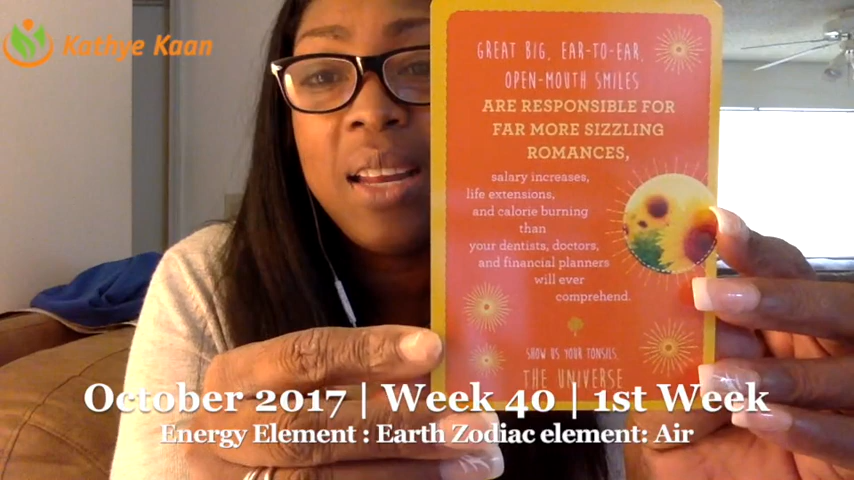 Kathye Kaan
GREAT BIG, EAR-TO-EAR,
OPEN-MOUTH SMILES
ARE RESPONSIBLE FOR
FAR MORE SIZZLING
ROMANCES,
salary increases,
life extensions,
and calorie burning
than
your dentists, doctors,
and financial planners
will ever
comprehend.
SHOW US YOUR TONSILS,
THE UNIVERSE
October 2017 | Week 40 | 1st Week
Energy Element : Earth Zodiac element: Air